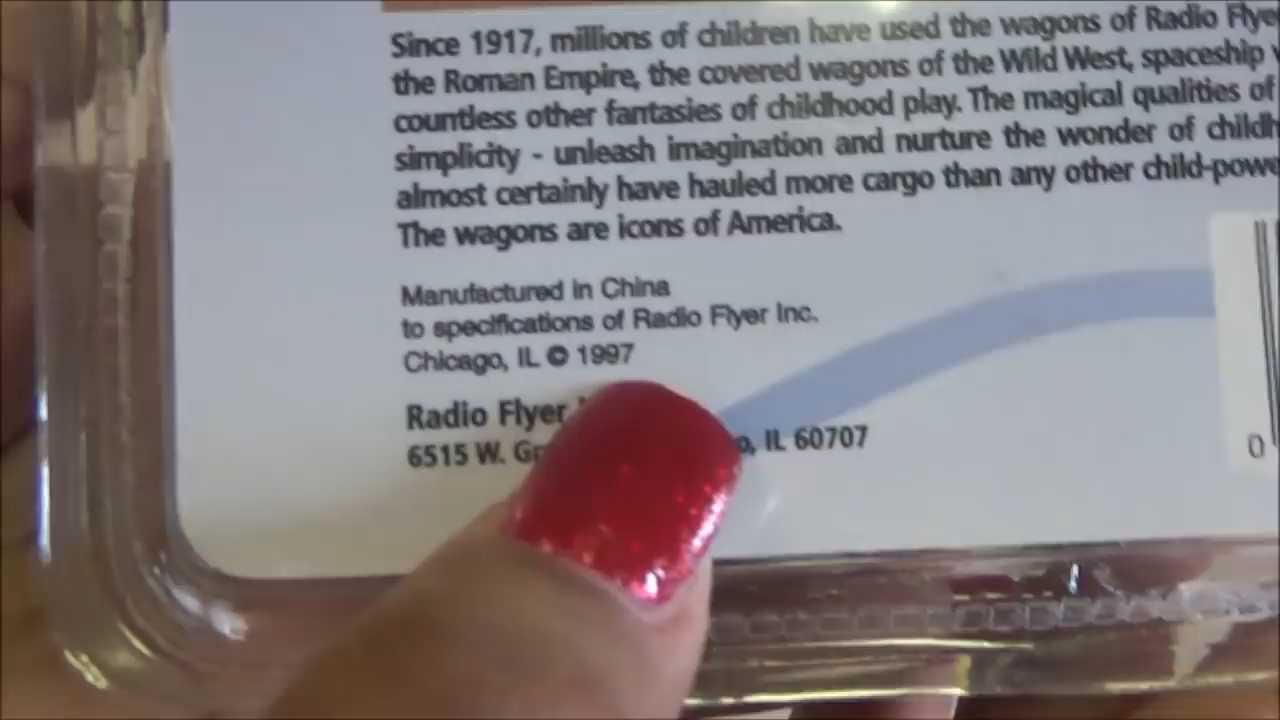 Since 1917, millions of children have used the wagons of Radio
the Roman Empire, the covered wagons of the Wild West, spaceship
countless other fantasies of childhood play. The magical qualities of
simplicity - unleash imagination and nurture the wonder of
almost certainly have hauled more cargo than any other
The wagons are icons of America.
Manufactured in China
to specifications of Radio Flyer Inc.
Chicago, IL © 1997
Radio Flyer
6515 W. IL 60707
0